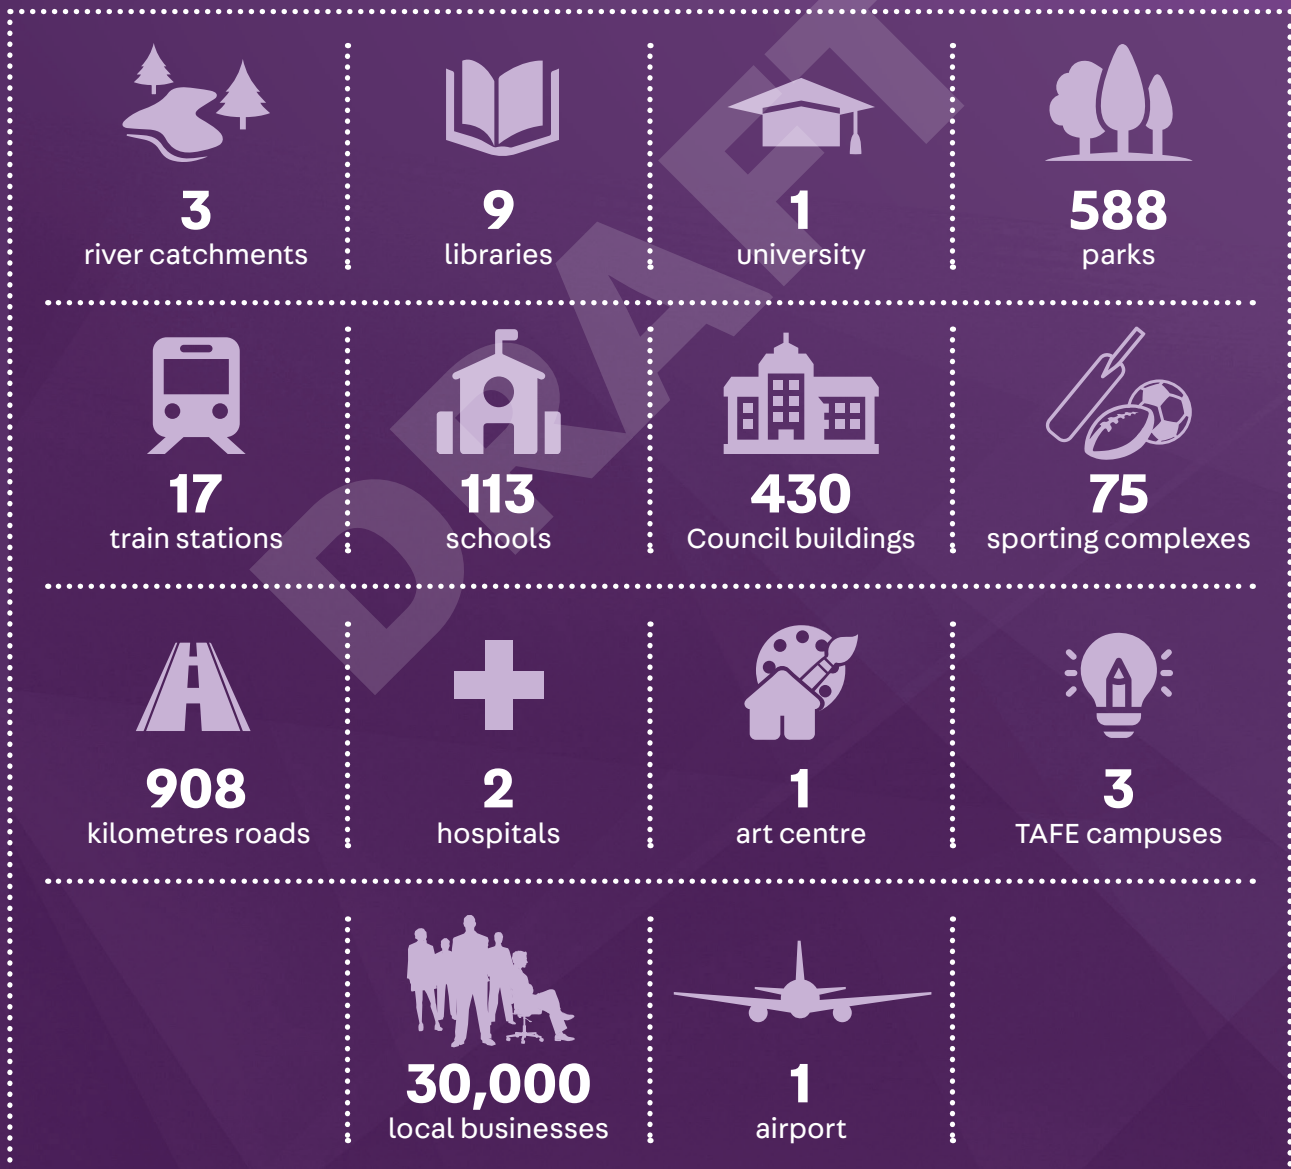 3
river catchments
9
libraries
1
university
588
parks
17
train stations
113
schools
430
Council buildings
75
sporting complexes
908
kilometres roads
2
hospitals
1
art centre
3
TAFE campuses
30,000
local businesses
1
airport
DRAFT